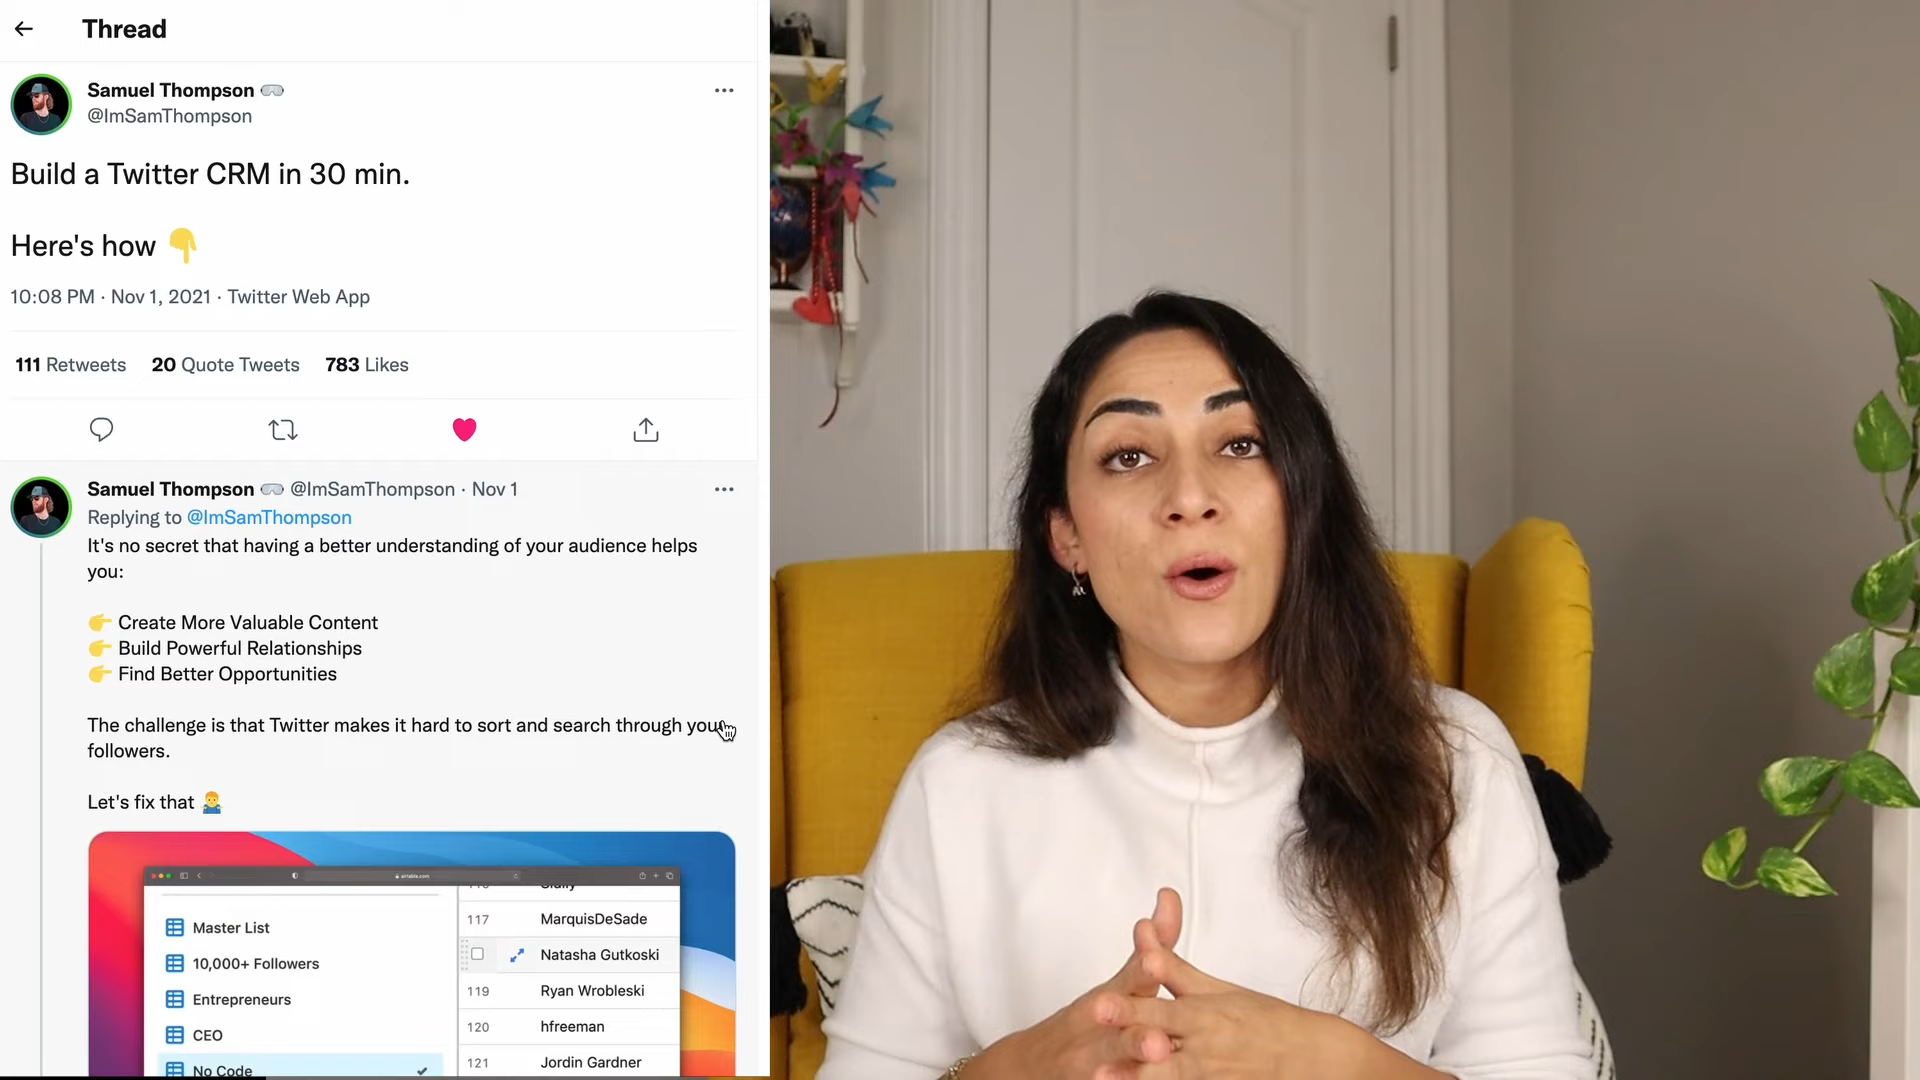 Thread
Samuel Thompson
@ImSamThompson
Build a Twitter CRM in 30 min.
Here's how 👇
10:08 PM · Nov 1, 2021 · Twitter Web App
111 Retweets 20 Quote Tweets 783 Likes
Samuel Thompson @ImSamThompson · Nov 1
Replying to @ImSamThompson
It's no secret that having a better understanding of your audience helps
you:
👉 Create More Valuable Content
👉 Build Powerful Relationships
👉 Find Better Opportunities
The challenge is that Twitter makes it hard to sort and search through your
followers.
Let's fix that 🤷‍♂️
airtable.com
Master List
10,000+ Followers
Entrepreneurs
CEO
No Code
117 MarquisDeSade
Natasha Gutkoski
119 Ryan Wrobleski
120 hfreeman
121 Jordin Gardner